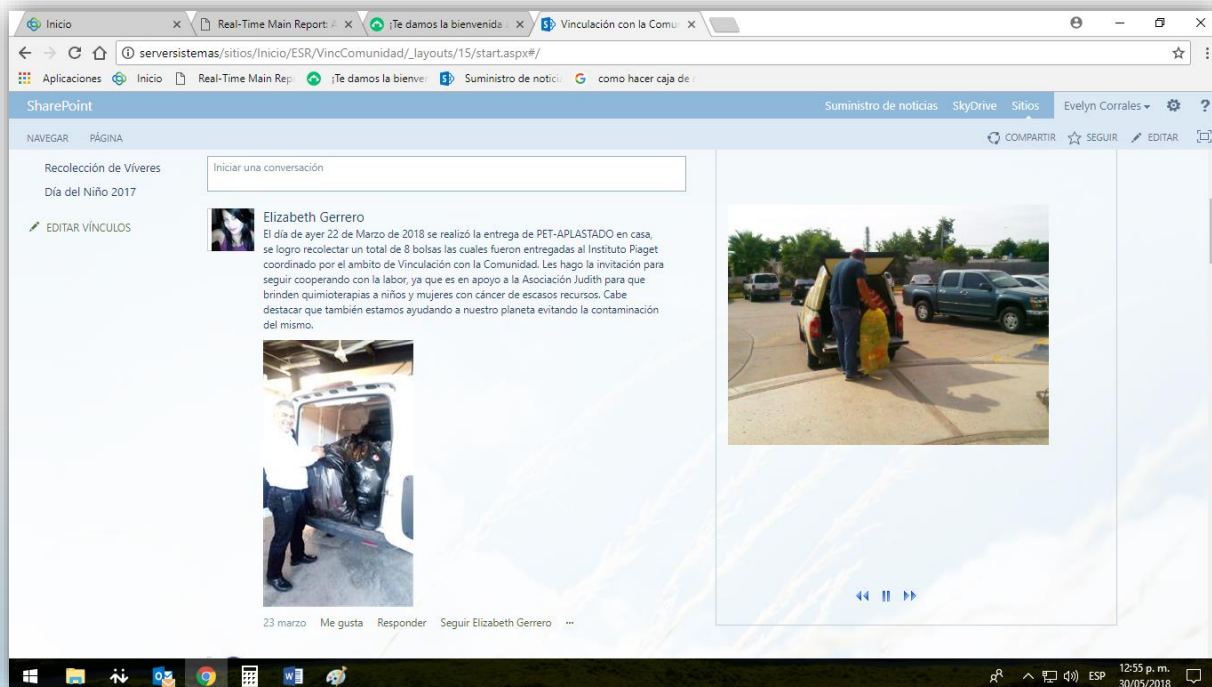 Inicio
Real-Time Main Report: A
¡Te damos la bienvenida a
Vinculación con la Comu
serversistemas/sitios/Inicio/ESR/VincComunidad/_layouts/15/start.aspx#/
Aplicaciones Inicio Real-Time Main Rep ¡Te damos la bienver Suministro de notici G como hacer caja de
SharePoint Suministro de noticias SkyDrive Sitios Evelyn Corrales ?
NAVEGAR PÁGINA COMPARTIR SEGUIR EDITAR
Recolección de Víveres
Día del Niño 2017
EDITAR VÍNCULOS
Iniciar una conversación
Elizabeth Gerrero
El día de ayer 22 de Marzo de 2018 se realizó la entrega de PET-APLASTADO en casa,
se logro recolectar un total de 8 bolsas las cuales fueron entregadas al Instituto Piaget
coordinado por el ambito de Vinculación con la Comunidad. Les hago la invitación para
seguir cooperando con la labor, ya que es en apoyo a la Asociación Judith para que
brinden quimioterapias a niños y mujeres con cáncer de escasos recursos. Cabe
destacar que también estamos ayudando a nuestro planeta evitando la contaminación
del mismo.
23 marzo Me gusta Responder Seguir Elizabeth Gerrero ...
ESP 12:55 p. m.
30/05/2018